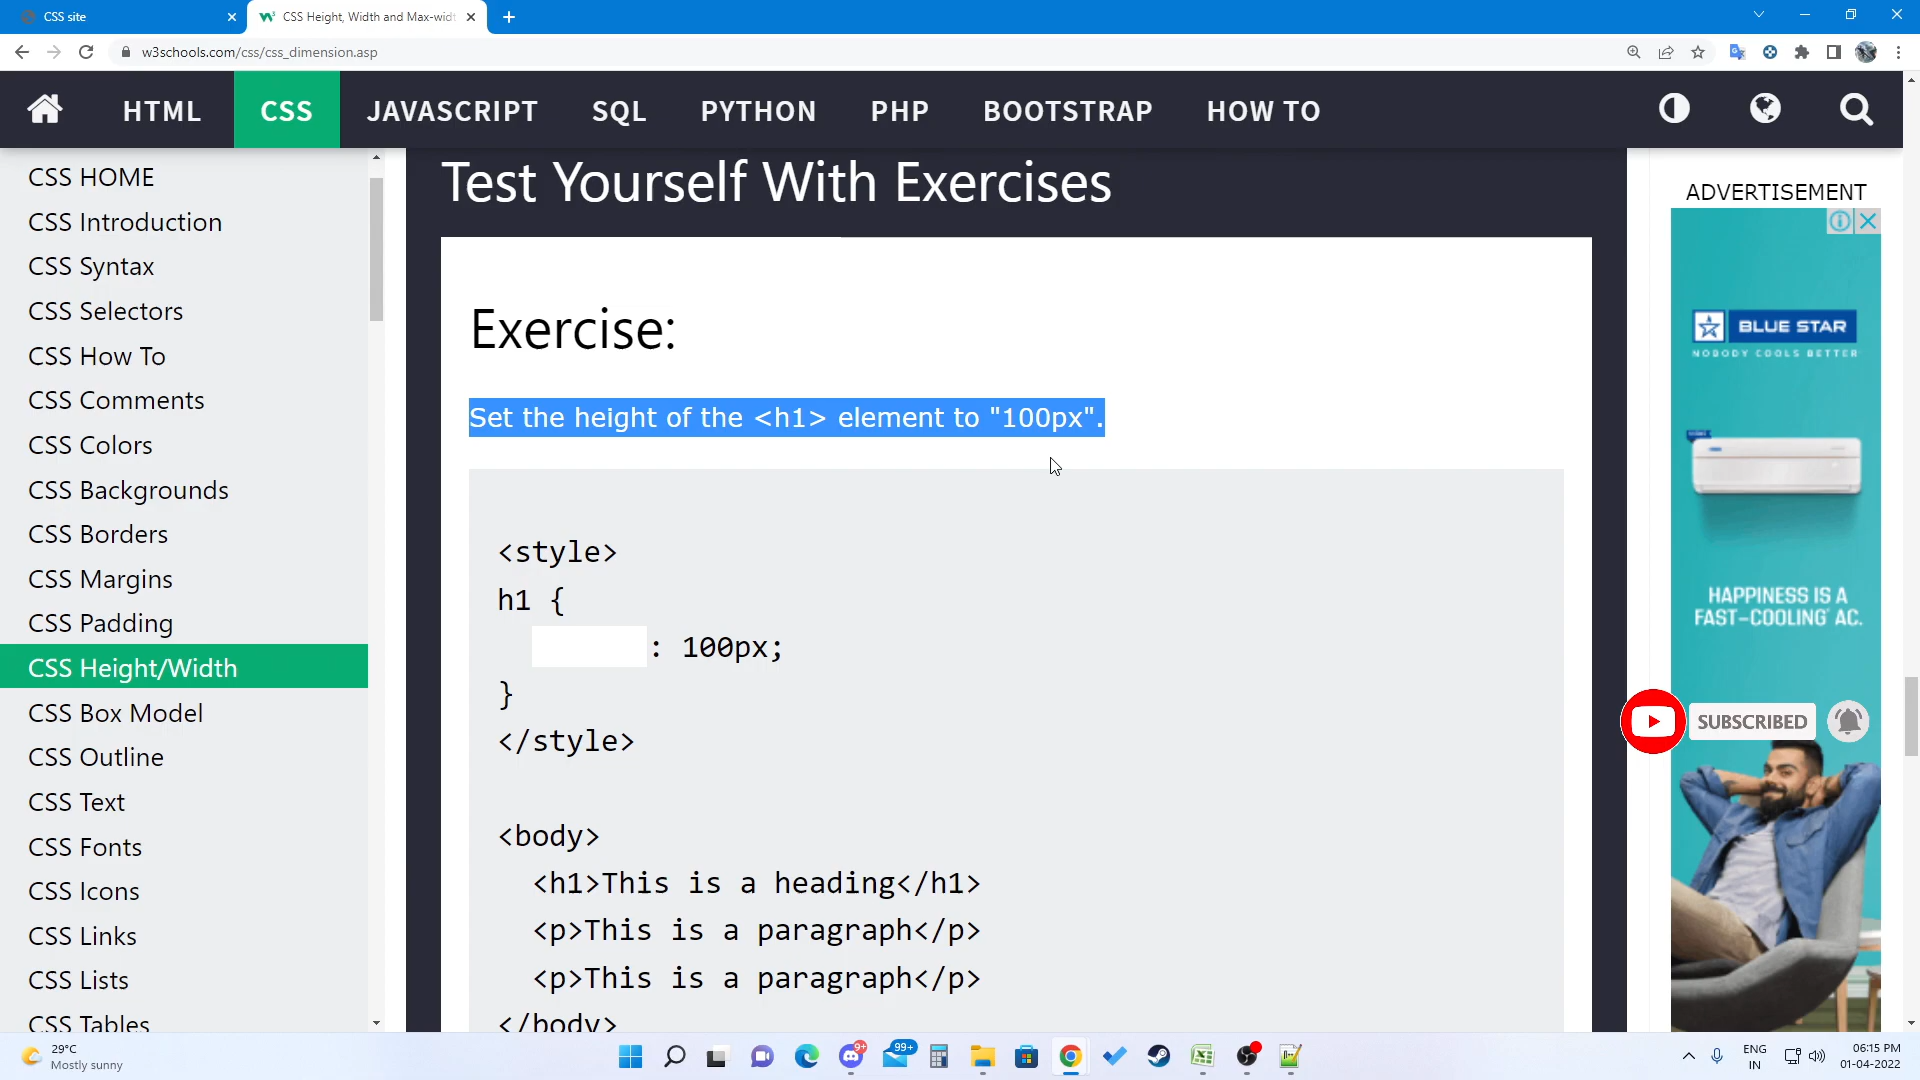 CSS site
CSS Height, Width and Max-widt
w3schools.com/css/css_dimension.asp
HTML
CSS
JAVASCRIPT
SQL
PYTHON
PHP
BOOTSTRAP
HOW TO
CSS HOME
CSS Introduction
CSS Syntax
CSS Selectors
CSS How To
CSS Comments
CSS Colors
CSS Backgrounds
CSS Borders
CSS Margins
CSS Padding
CSS Height/Width
CSS Box Model
CSS Outline
CSS Text
CSS Fonts
CSS Icons
CSS Links
CSS Lists
CSS Tables
Test Yourself With Exercises
Exercise:
Set the height of the <h1> element to "100px".
<style>
h1 {
: 100px;
}
</style>
<body>
<h1>This is a heading</h1>
<p>This is a paragraph</p>
<p>This is a paragraph</p>
</body>
ADVERTISEMENT
BLUE STAR
NOBODY COOLS BETTER
HAPPINESS IS A
FAST-COOLING AC.
SUBSCRIBED
29°C
Mostly sunny
9+
99+
ENG
IN
06:15 PM
01-04-2022